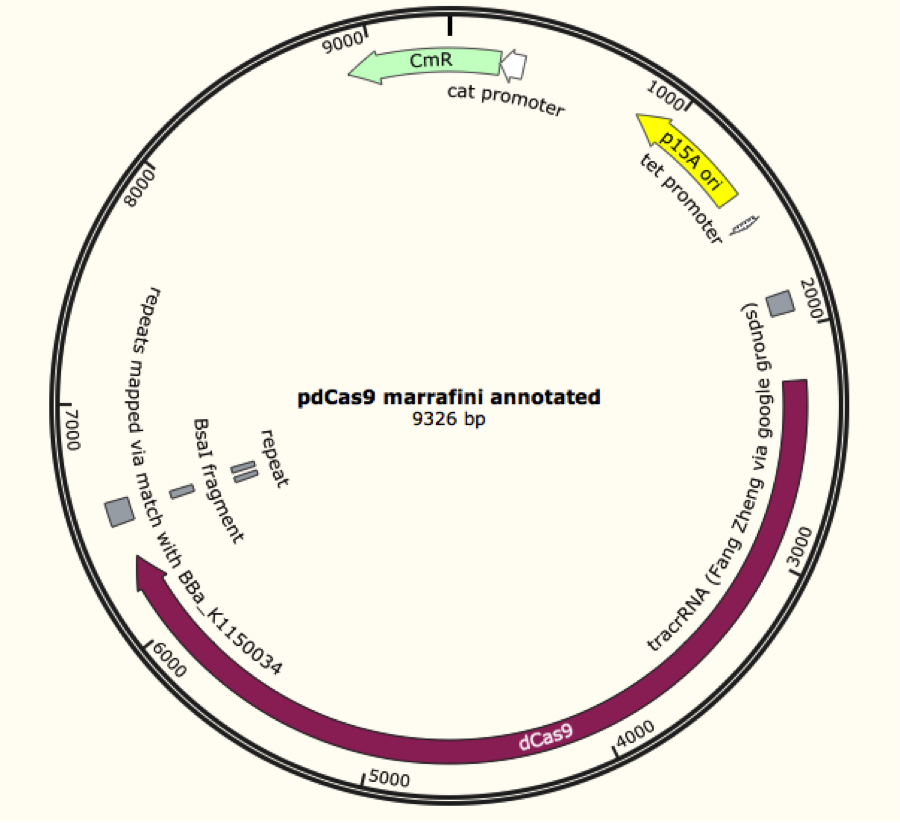 9000
CmR
cat promoter
1000
p15A ori
tet promoter
8000
2000
tracrRNA (Fang Zheng via google groups)
repeats mapped via match with BBa_K1150034
pdCas9 marrafini annotated
9326 bp
7000
BsaI fragment
repeat
3000
6000
dCas9
4000
5000